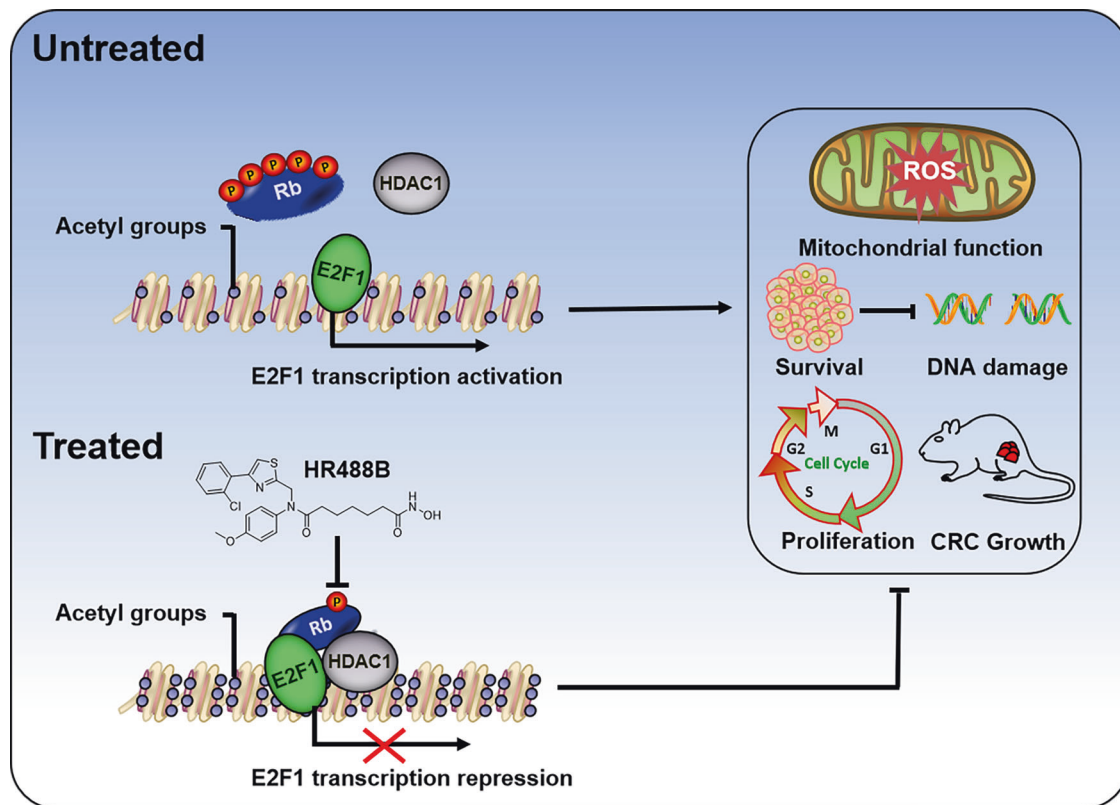 Untreated
P P P P P
Rb
HDAC1
Acetyl groups
E2F1
E2F1 transcription activation
ROS
Mitochondrial function
Survival
DNA damage
M
G2
G1
Cell Cycle
S
Proliferation
CRC Growth
Treated
HR488B
S
N
Cl
N
O
O
H
N
OH
O
P
Rb
Acetyl groups
E2F1
HDAC1
E2F1 transcription repression